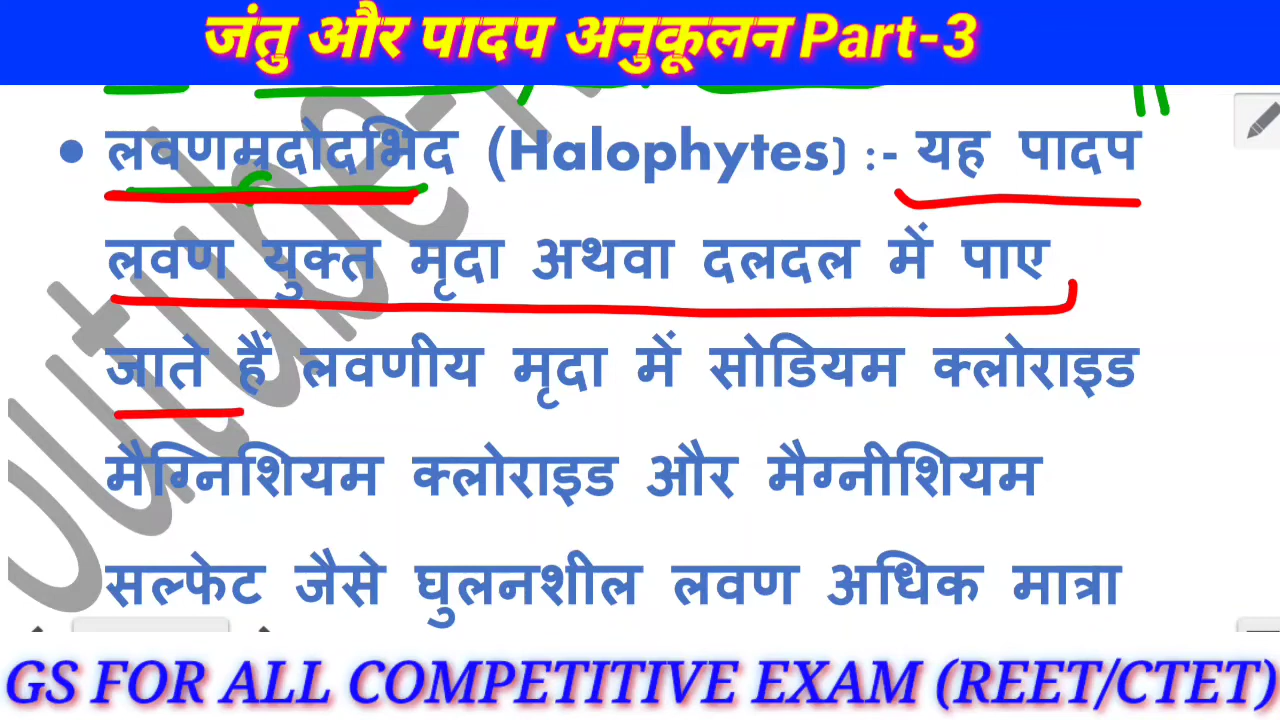 जंतु और पादप अनुकूलन Part-3
• लवणमृदोदभिद (Halophytes) :- यह पादप
लवण युक्त मृदा अथवा दलदल में पाए
जाते हैं लवणीय मृदा में सोडियम क्लोराइड
मैग्निशियम क्लोराइड और मैग्नीशियम
सल्फेट जैसे घुलनशील लवण अधिक मात्रा
GS FOR ALL COMPETITIVE EXAM (REET/CTET)